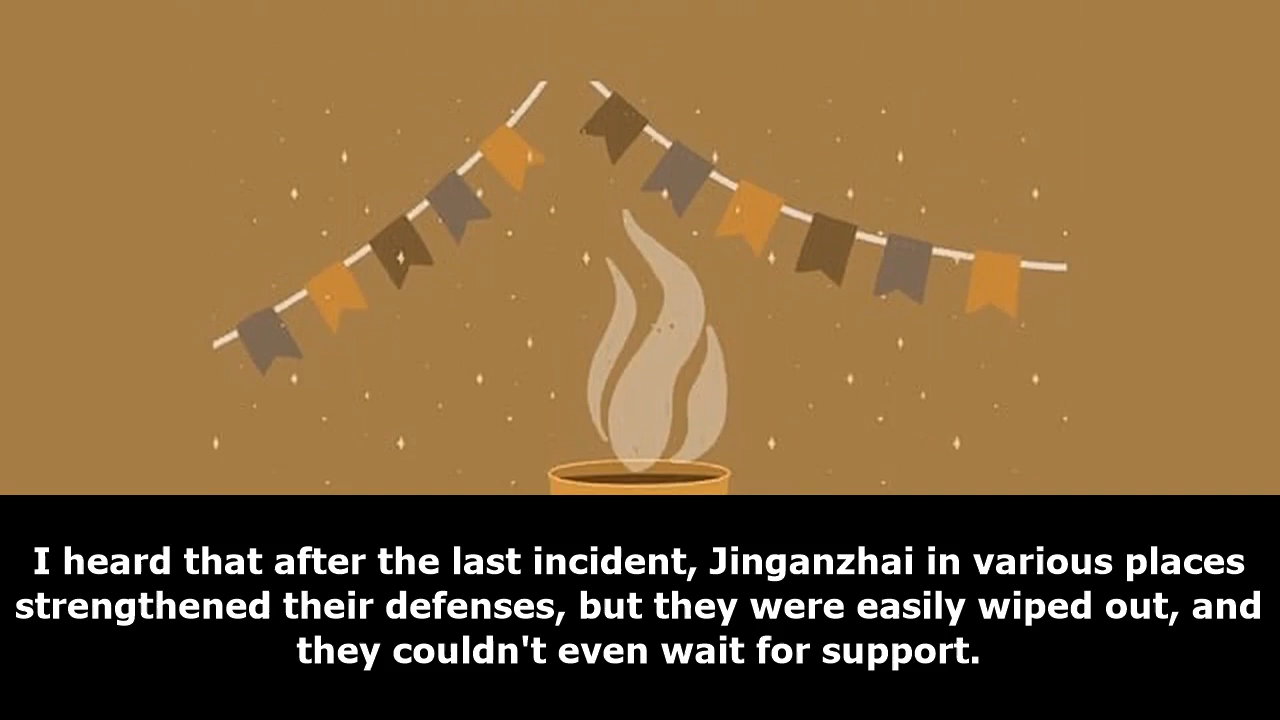 I heard that after the last incident, Jinganzhai in various places
strengthened their defenses, but they were easily wiped out, and
they couldn't even wait for support.